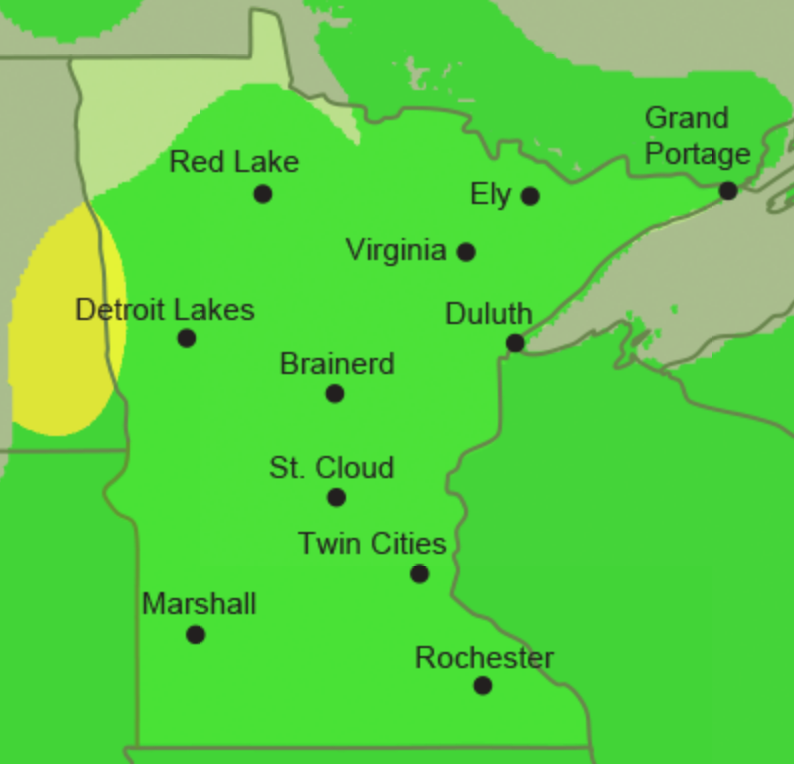 Grand
Portage
Red Lake
Ely
Virginia
Detroit Lakes
Duluth
Brainerd
St. Cloud
Twin Cities
Marshall
Rochester